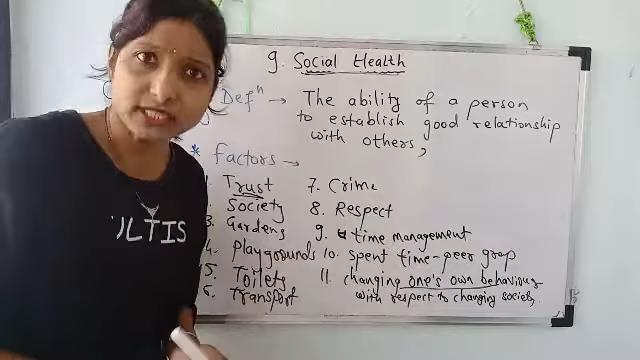 9. Social Health
Defn → The ability of a person
to establish good relationship
with others,
* Factors →
Trust
Society
3. Gardens
4. Playgrounds
5. Toilets
6. Transport
7. Crime
8. Respect
9. time management
10. spent time-peer grop
11. changing one's own behaviour
with respect to changing society